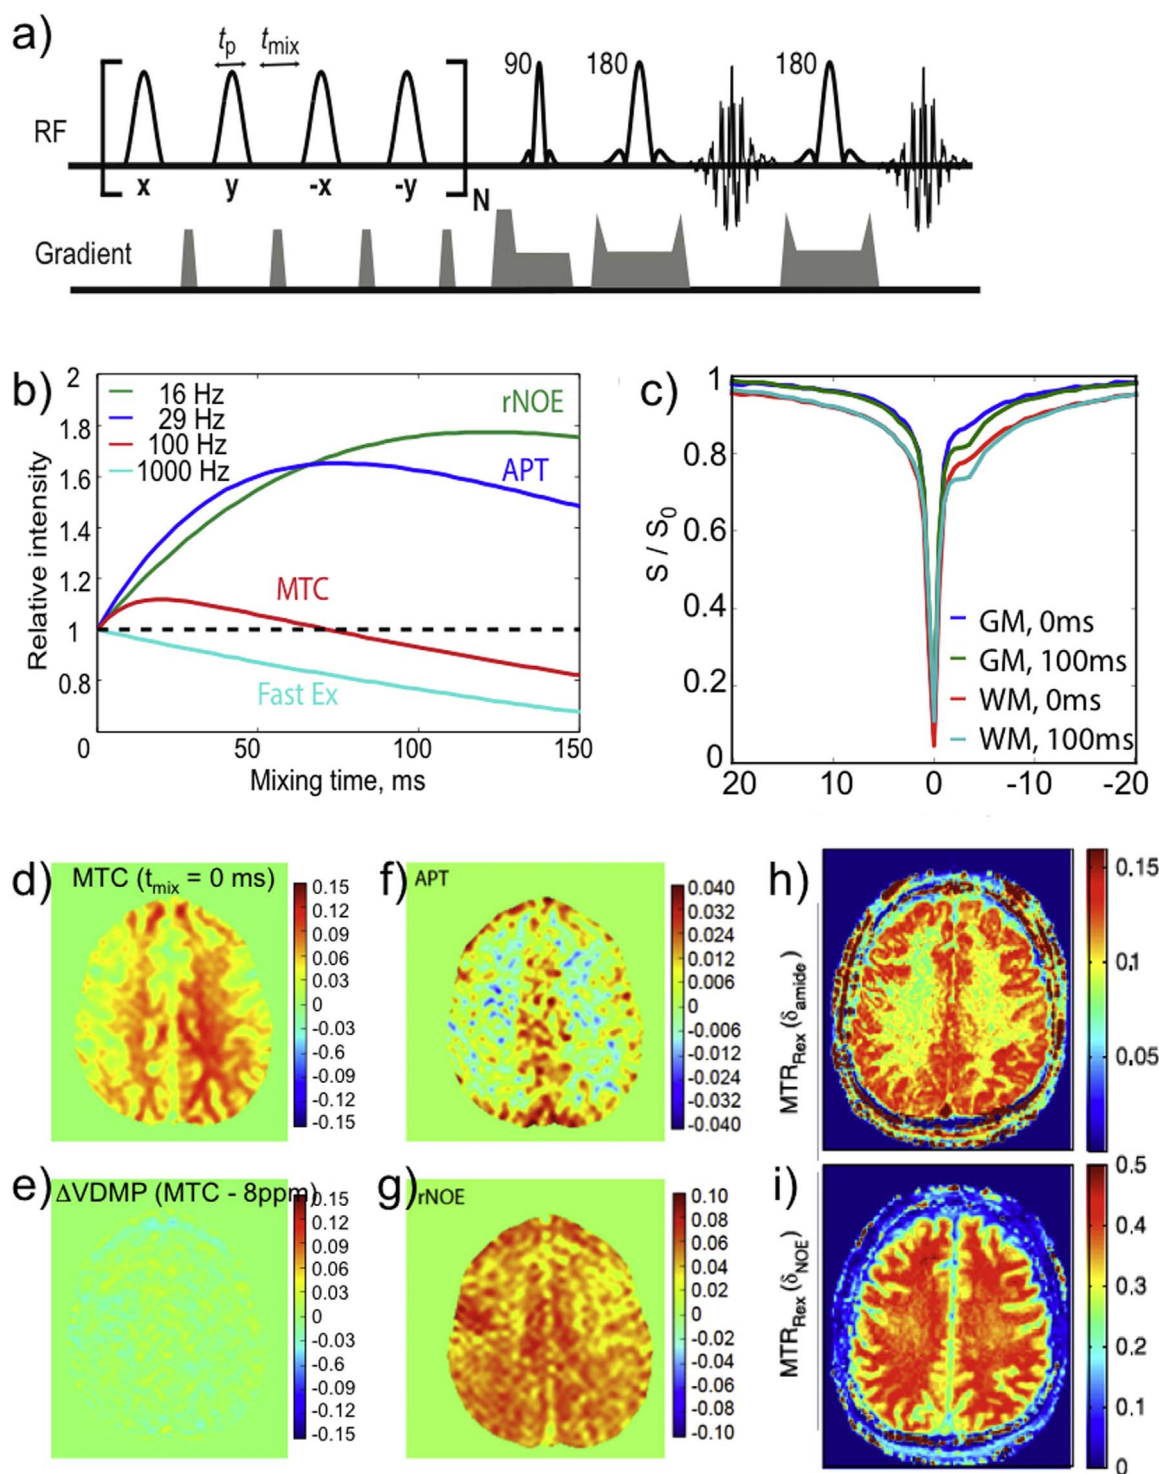 a)
tp tmix
90 180 180
RF
x y -x -y
N
Gradient
b)
2
1.8
1.6
1.4
1.2
1
0.8
Relative intensity
16 Hz
29 Hz
100 Hz
1000 Hz
rNOE
APT
MTC
Fast Ex
0 50 100 150
Mixing time, ms
c)
1
0.8
0.6
0.4
0.2
0
S / S0
GM, 0ms
GM, 100ms
WM, 0ms
WM, 100ms
20 10 0 -10 -20
d)
MTC (tmix = 0 ms)
0.15
0.12
0.09
0.06
0.03
0
-0.03
-0.6
-0.09
-0.12
-0.15
f)
APT
0.040
0.032
0.024
0.012
0.006
0
-0.006
-0.012
-0.024
-0.032
-0.040
h)
MTRRex (δamide)
0.15
0.1
0.05
e)
ΔVDMP (MTC - 8ppm)
0.15
0.12
0.09
0.06
0.03
0
-0.03
-0.6
-0.09
-0.12
-0.15
g)
rNOE
0.10
0.08
0.06
0.04
0.02
0
-0.02
-0.04
-0.06
-0.08
-0.10
i)
MTRRex (δNOE)
0.5
0.4
0.3
0.2
0.1
0